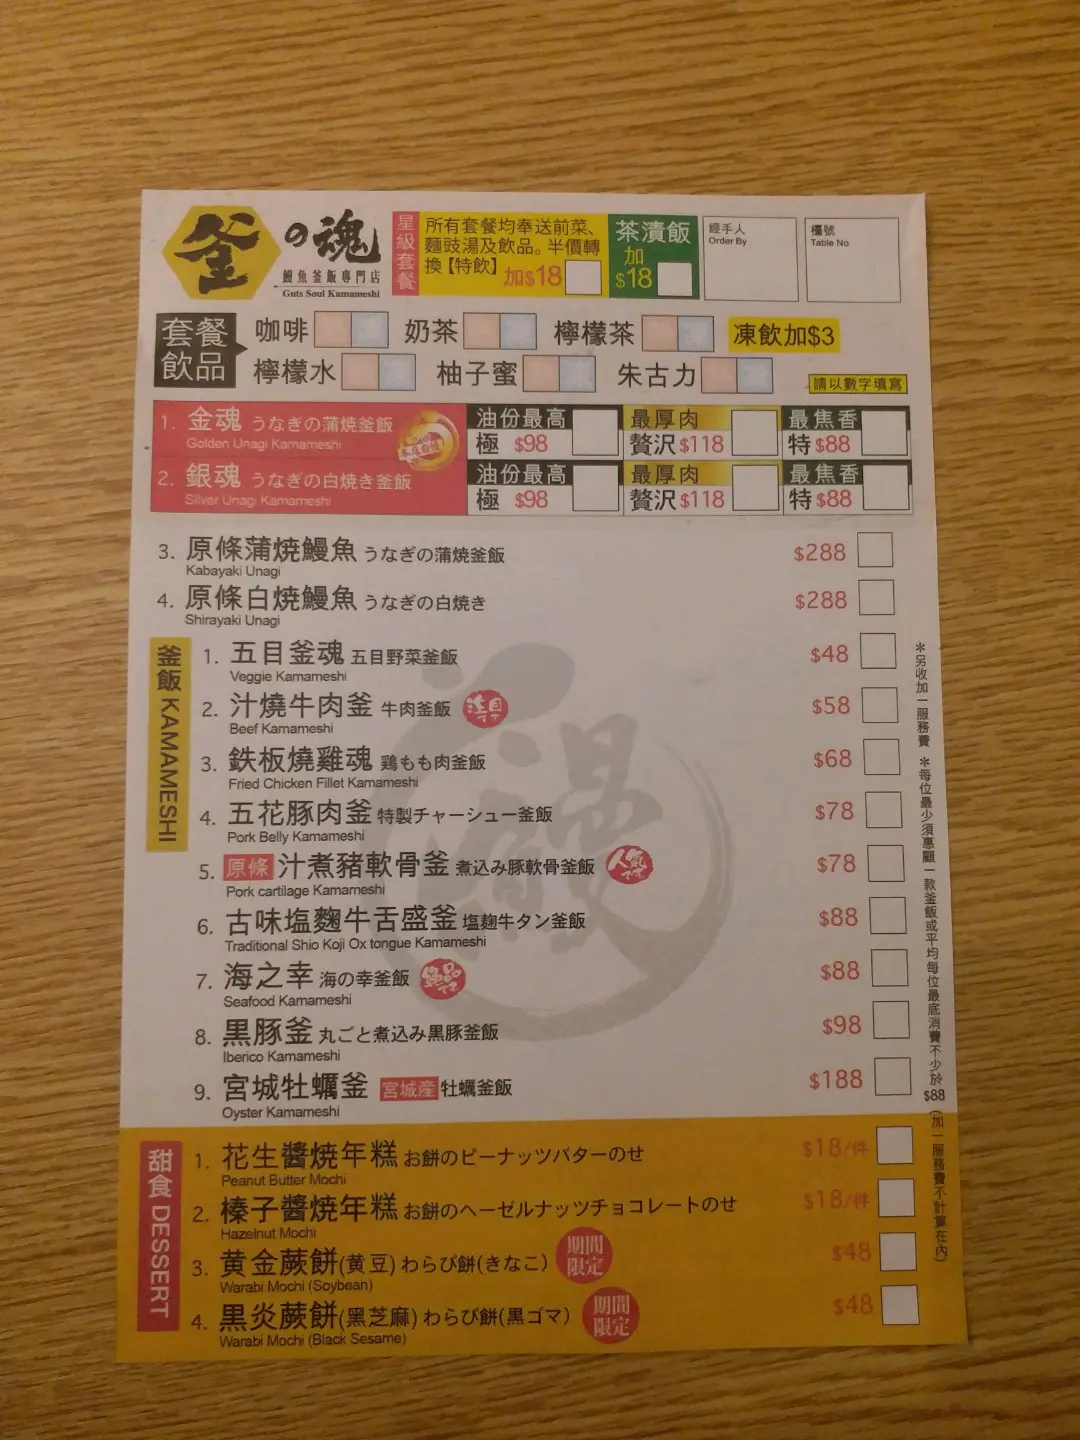 釜の魂
鰻魚釜飯專門店
Guts Soul Kamameshi
星級套餐
所有套餐均奉送前菜、
麵豉湯及飲品。半價轉
換【特飲】加$18
茶漬飯
加
$18
經手人
Order By
檯號
Table No
套餐
飲品
咖啡 奶茶 檸檬茶 凍飲加$3
檸檬水 柚子蜜 朱古力
請以數字填寫
1. 金魂 うなぎの蒲焼釜飯
Golden Unagi Kamameshi
油份最高 最厚肉 最焦香
極 $98 贅沢 $118 特 $88
2. 銀魂 うなぎの白焼き釜飯
Silver Unagi Kamameshi
油份最高 最厚肉 最焦香
極 $98 贅沢 $118 特 $88
3. 原條蒲焼鰻魚 うなぎの蒲焼釜飯 $288
Kabayaki Unagi
4. 原條白焼鰻魚 うなぎの白焼き $288
Shirayaki Unagi
釜飯 KAMAMESHI
1. 五目釜魂 五目野菜釜飯 $48
Veggie Kamameshi
2. 汁燒牛肉釜 牛肉釜飯 注目です $58
Beef Kamameshi
3. 鉄板燒雞魂 鶏もも肉釜飯 $68
Fried Chicken Fillet Kamameshi
4. 五花豚肉釜 特製チャーシュー釜飯 $78
Pork Belly Kamameshi
5. 原條 汁煮豬軟骨釜 煮込み豚軟骨釜飯 人気です $78
Pork cartilage Kamameshi
6. 古味塩麴牛舌盛釜 塩麹牛タン釜飯 $88
Traditional Shio Koji Ox tongue Kamameshi
7. 海之幸 海の幸釜飯 絶品です $88
Seafood Kamameshi
8. 黒豚釜 丸ごと煮込み黒豚釜飯 $98
Iberico Kamameshi
9. 宮城牡蠣釜 宮城産 牡蠣釜飯 $188
Oyster Kamameshi
＊另收加一服務費 ＊每位最少須惠顧一款釜飯或平均每位最底消費不少於$88(加一服務費不計算在內)
鰻
甜食 DESSERT
1. 花生醬焼年糕 お餅のピーナッツバターのせ $18/件
Peanut Butter Mochi
2. 榛子醬焼年糕 お餅のヘーゼルナッツチョコレートのせ $18/件
Hazelnut Mochi
3. 黄金蕨餅(黄豆) わらび餅(きなこ) 期間限定 $48
Warabi Mochi (Soybean)
4. 黒炎蕨餅(黑芝麻) わらび餅(黒ゴマ) 期間限定 $48
Warabi Mochi (Black Sesame)